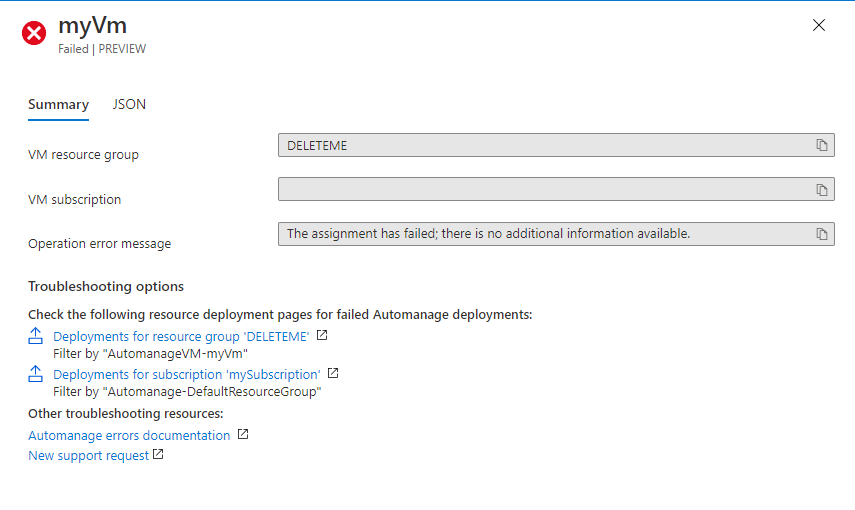 myVm
Failed | PREVIEW
Summary JSON
VM resource group DELETEME
VM subscription
Operation error message The assignment has failed; there is no additional information available.
Troubleshooting options
Check the following resource deployment pages for failed Automanage deployments:
Deployments for resource group 'DELETEME'
Filter by "AutomanageVM-myVm"
Deployments for subscription 'mySubscription'
Filter by "Automanage-DefaultResourceGroup"
Other troubleshooting resources:
Automanage errors documentation
New support request